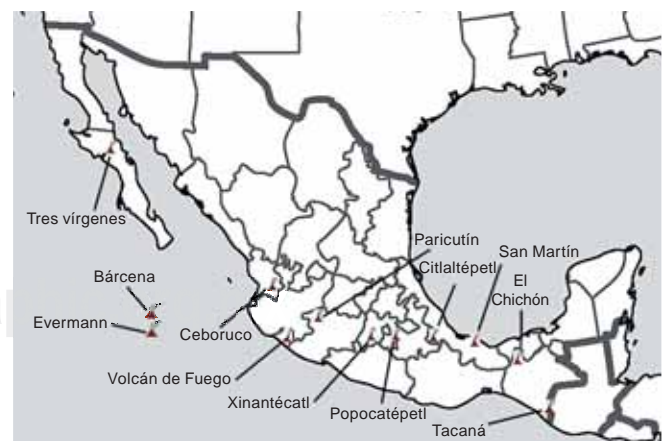 Tres vírgenes
Bárcena
Evermann
Ceboruco
Volcán de Fuego
Xinantécatl
Popocatépetl
Paricutín
Citlaltépetl
San Martín
El
Chichón
Tacaná